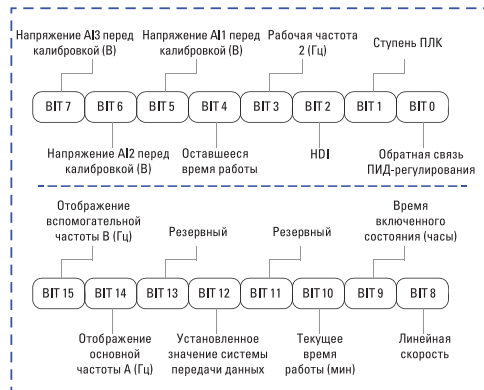 Напряжение AI3 перед
калибровкой (В)
Напряжение AI1 перед
калибровкой (В)
Рабочая частота
2 (Гц)
Ступень ПЛК
BIT 7
BIT 6
BIT 5
BIT 4
BIT 3
BIT 2
BIT 1
BIT 0
Напряжение AI2 перед
калибровкой (В)
Оставшееся
время работы
HDI
Обратная связь
ПИД-регулирования
Отображение
вспомогательной
частоты B (Гц)
Резервный
Резервный
Время
включенного
состояния (часы)
BIT 15
BIT 14
BIT 13
BIT 12
BIT 11
BIT 10
BIT 9
BIT 8
Отображение
основной
частоты A (Гц)
Установленное
значение системы
передачи данных
Текущее
время
работы (мин)
Линейная
скорость